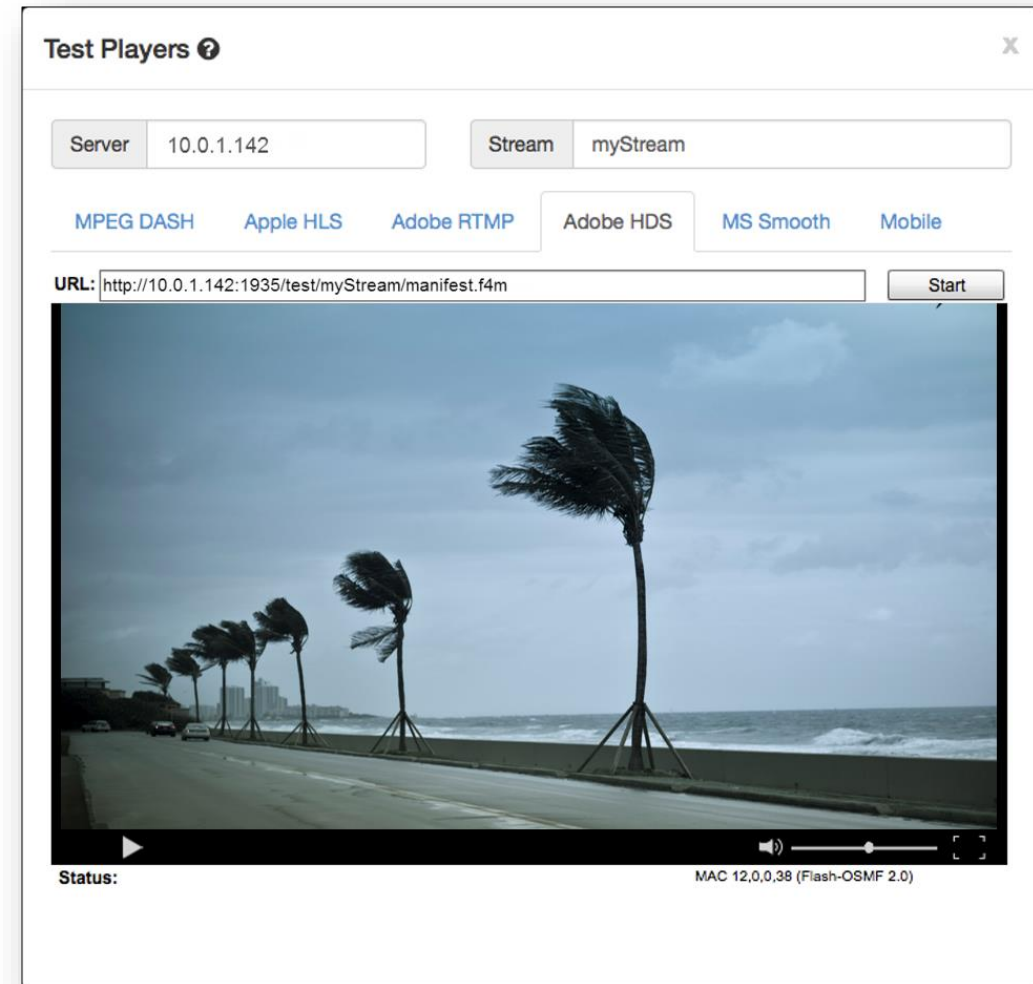 Test Players ?
x
Server 10.0.1.142 Stream myStream
MPEG DASH Apple HLS Adobe RTMP Adobe HDS MS Smooth Mobile
URL: http://10.0.1.142:1935/test/myStream/manifest.f4m Start
Status: MAC 12,0,0,38 (Flash-OSMF 2.0)